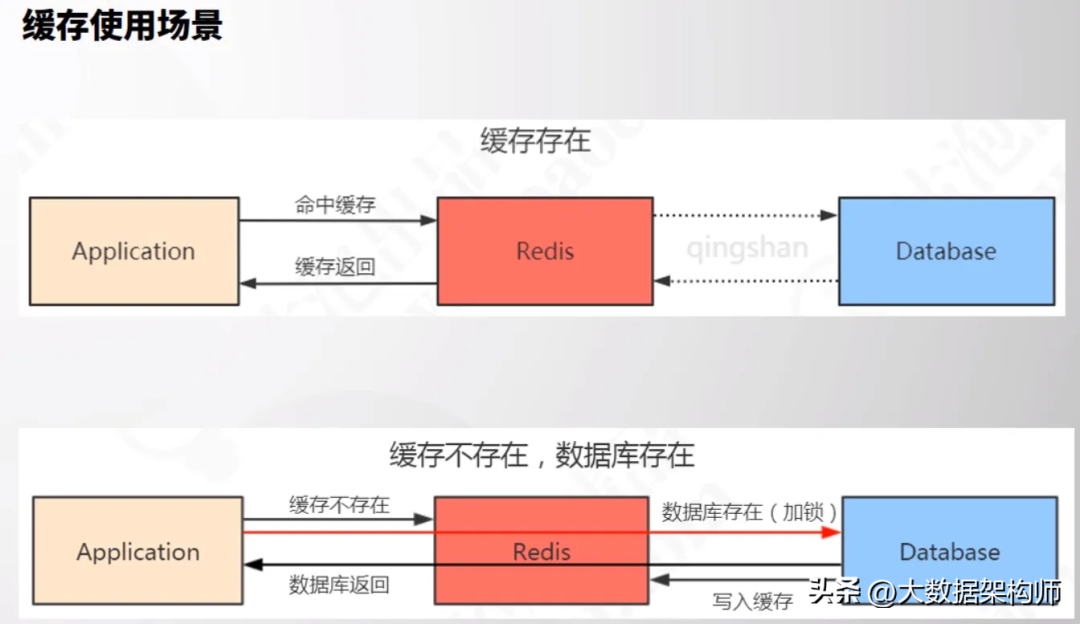 缓存使用场景
缓存存在
命中缓存
Application
Redis
qingshan
Database
缓存返回
缓存不存在，数据库存在
缓存不存在
数据库存在（加锁）
Application
Redis
Database
数据库返回
写入缓存
头条 @大数据架构师